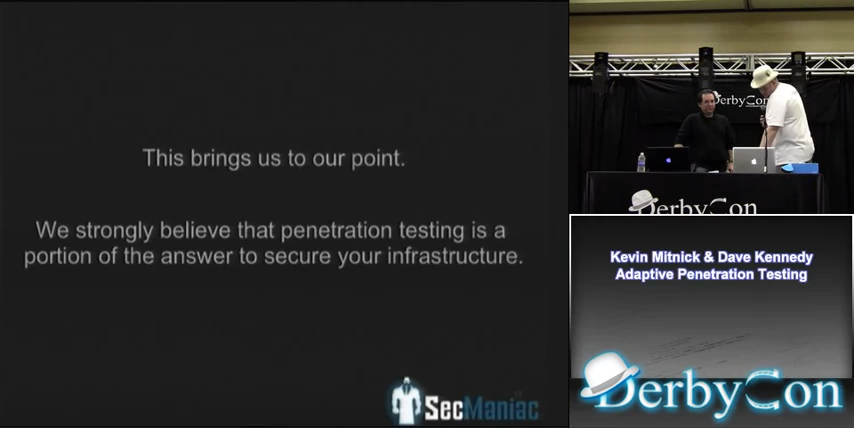 This brings us to our point.
We strongly believe that penetration testing is a
portion of the answer to secure your infrastructure.
SecManiac
DerbyCon
DerbyCon
Kevin Mitnick & Dave Kennedy
Adaptive Penetration Testing
DerbyCon